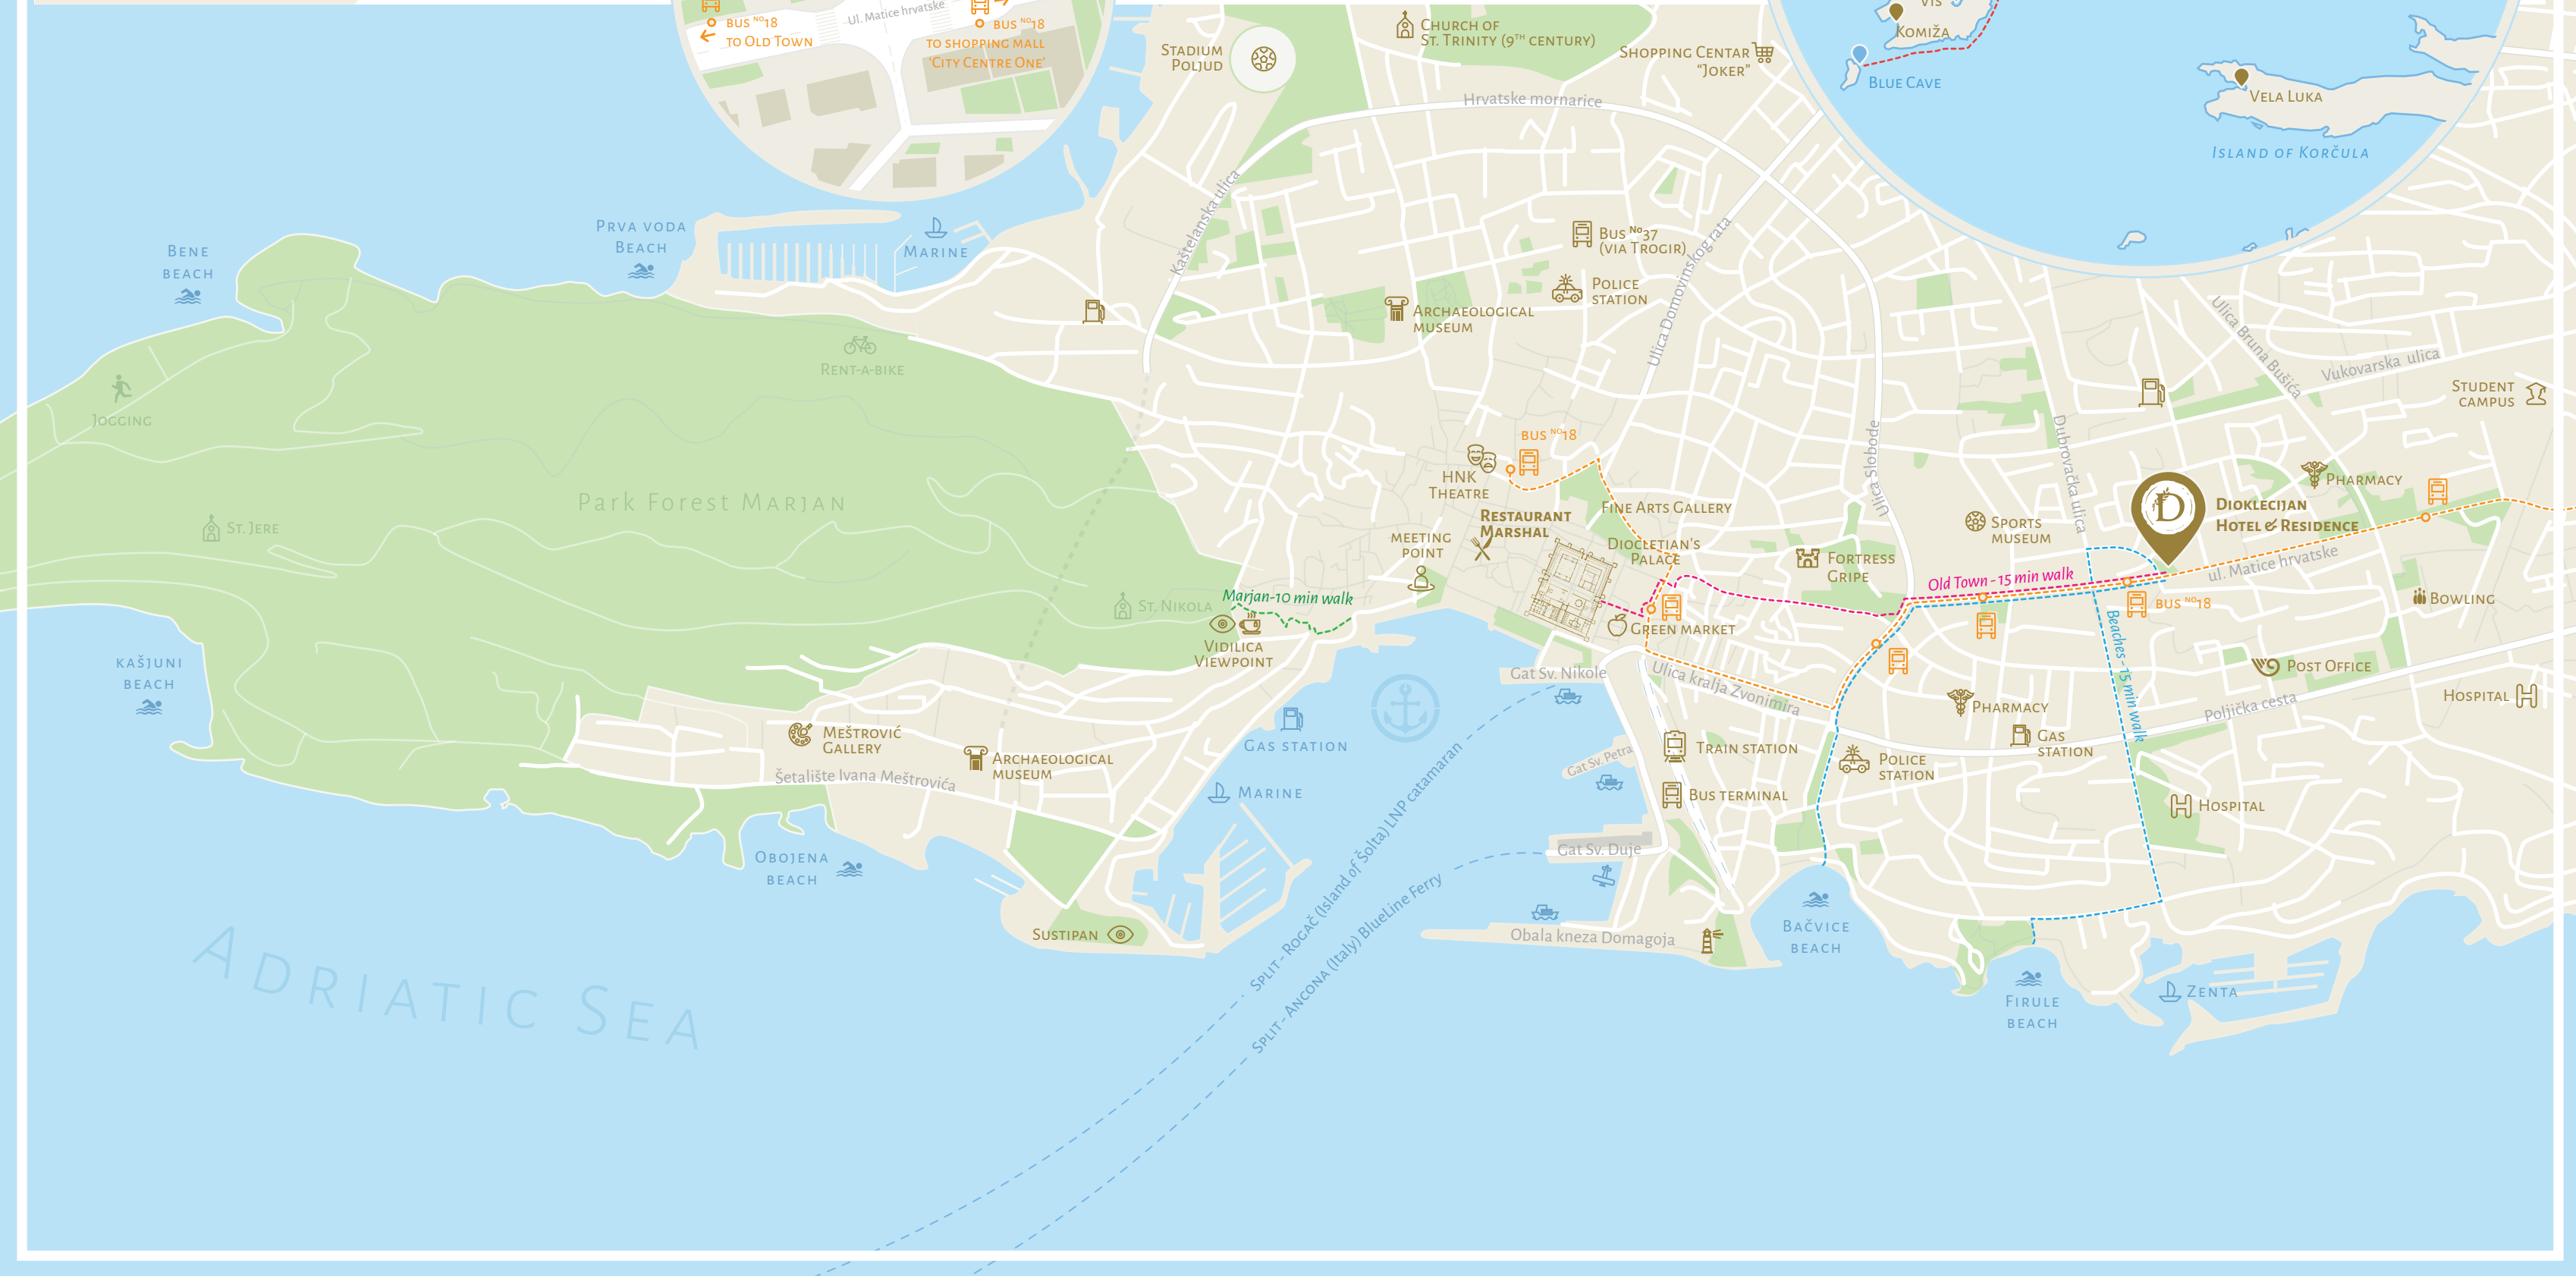 BUS No18
TO OLD TOWN
Ul. Matice hrvatske
BUS No18
TO SHOPPING MALL
'CITY CENTRE ONE'
STADIUM
POLJUD
CHURCH OF
ST. TRINITY (9TH CENTURY)
SHOPPING CENTAR
"JOKER"
VIS
KOMIŽA
BLUE CAVE
VELA LUKA
ISLAND OF KORČULA
Hrvatske mornarice
Kaštelanska ulica
BENE
BEACH
PRVA VODA
BEACH
MARINE
BUS No37
(VIA TROGIR)
POLICE
STATION
ARCHAEOLOGICAL
MUSEUM
Ulica Domovinskog rata
Ulica Bruna Bušića
Vukovarska ulica
STUDENT
CAMPUS
RENT-A-BIKE
JOGGING
Park Forest MARJAN
ST. JERE
BUS No18
HNK
THEATRE
RESTAURANT
MARSHAL
FINE ARTS GALLERY
MEETING
POINT
DIOCLETIAN'S
PALACE
Ulica Slobode
Dubrovačka ulica
SPORTS
MUSEUM
FORTRESS
GRIPE
PHARMACY
DIOKLECIJAN
HOTEL & RESIDENCE
ul. Matice hrvatske
Old Town - 15 min walk
BUS No18
BOWLING
ST. NIKOLA
Marjan-10 min walk
VIDILICA
VIEWPOINT
GREEN MARKET
Gat Sv. Nikole
Ulica kralja Zvonimira
Beaches - 15 min walk
POST OFFICE
HOSPITAL
Poljička cesta
KAŠJUNI
BEACH
MEŠTROVIĆ
GALLERY
ARCHAEOLOGICAL
MUSEUM
Šetalište Ivana Meštrovića
GAS STATION
MARINE
Gat Sv. Petra
TRAIN STATION
BUS TERMINAL
PHARMACY
GAS
STATION
POLICE
STATION
HOSPITAL
OBOJENA
BEACH
Gat Sv. Duje
SUSTIPAN
Obala kneza Domagoja
BAČVICE
BEACH
FIRULE
BEACH
ZENTA
SPLIT - ROGAČ (Island of Šolta) LNP catamaran
SPLIT - ANCONA (Italy) BlueLine Ferry
ADRIATIC SEA